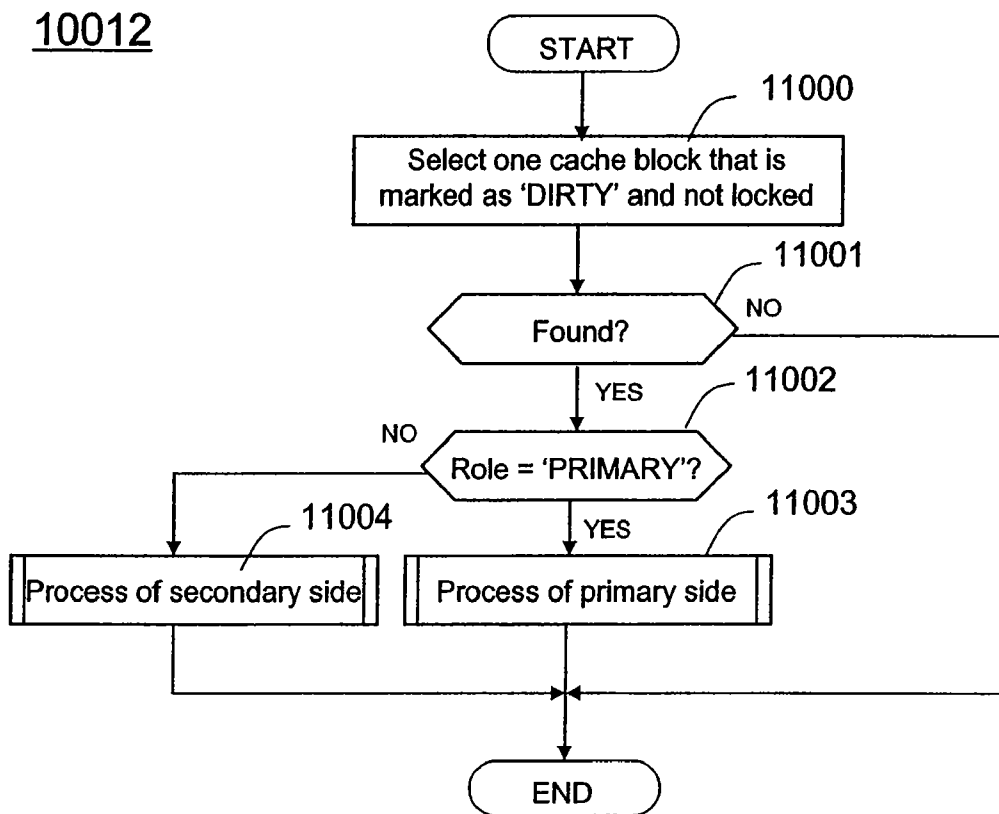 10012
START
11000
Select one cache block that is
marked as ‘DIRTY’ and not locked
11001
Found?
NO
YES
11002
NO
Role = ‘PRIMARY’?
11004
YES
11003
Process of secondary side
Process of primary side
END